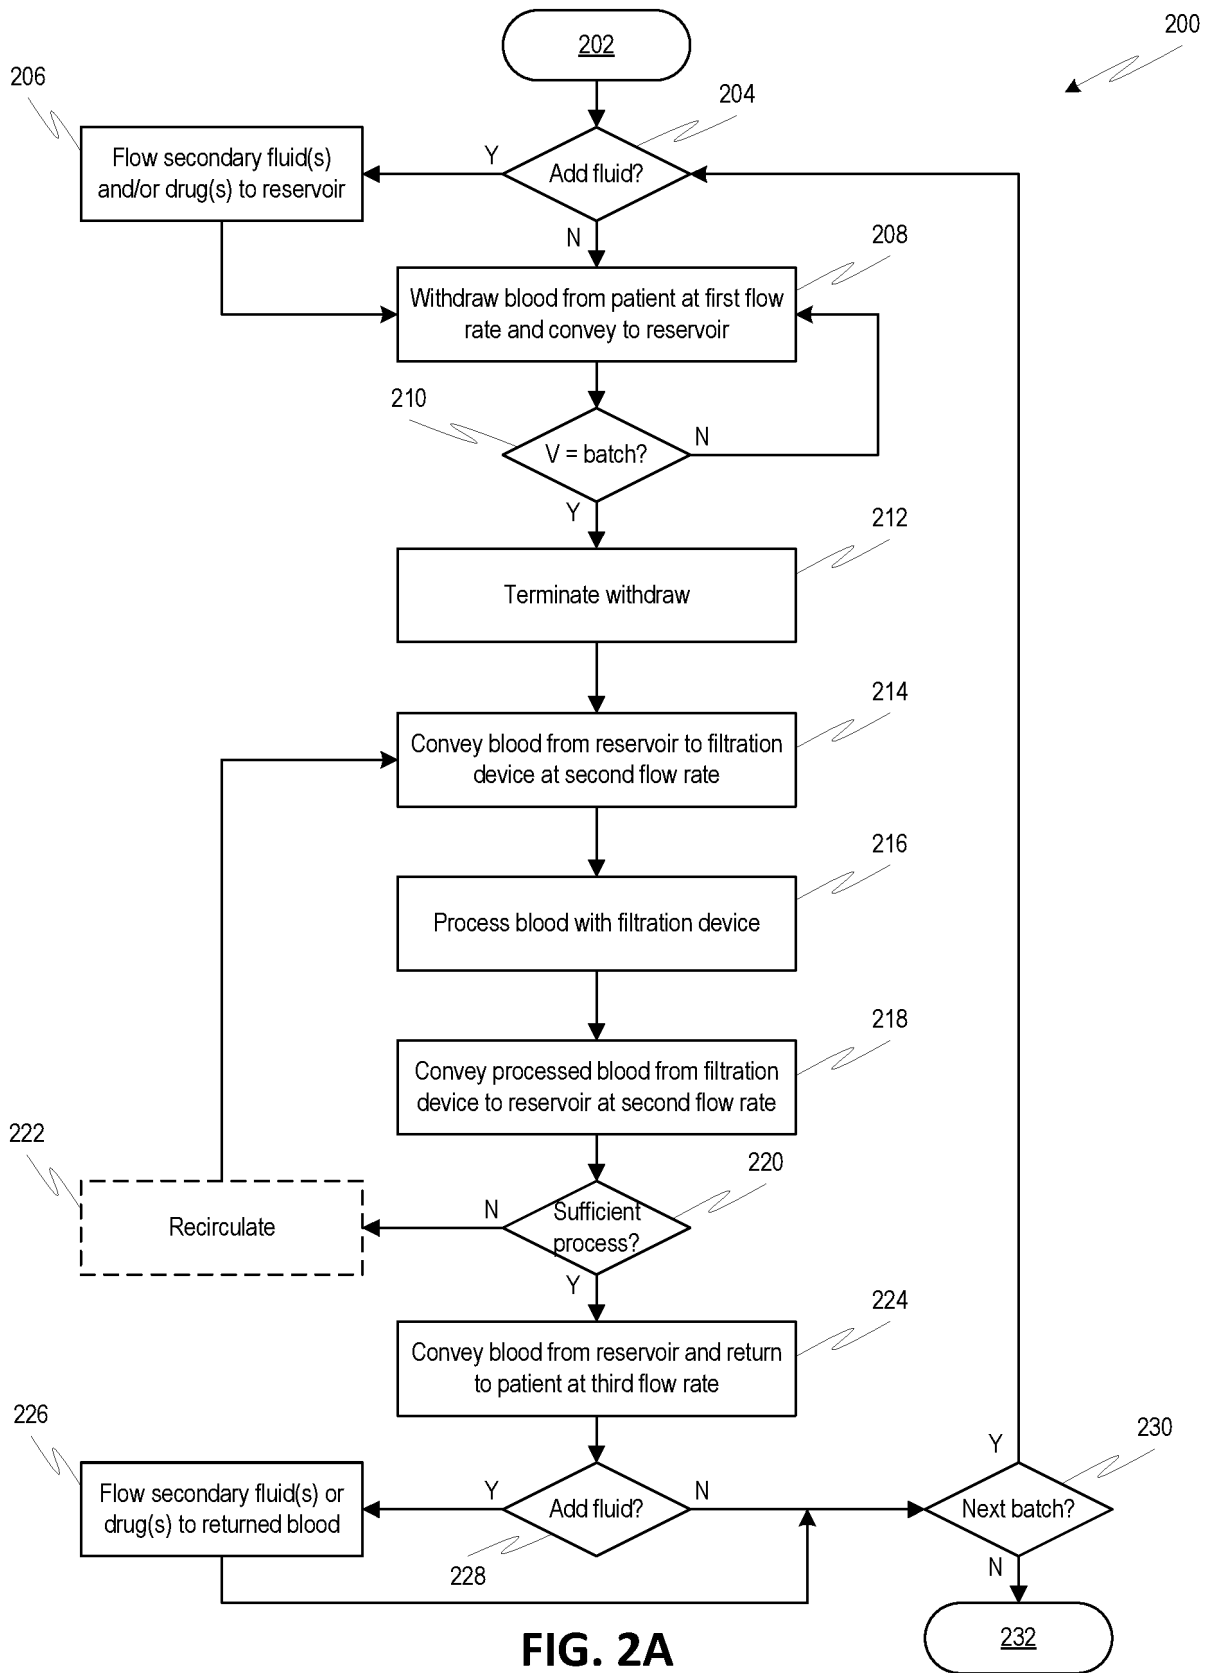 202
200
206
204
Flow secondary fluid(s)
and/or drug(s) to reservoir
Y
Add fluid?
N
208
Withdraw blood from patient at first flow
rate and convey to reservoir
210
V = batch?
N
Y
212
Terminate withdraw
214
Convey blood from reservoir to filtration
device at second flow rate
216
Process blood with filtration device
218
Convey processed blood from filtration
device to reservoir at second flow rate
222
220
Recirculate
N
Sufficient
process?
Y
224
Convey blood from reservoir and return
to patient at third flow rate
226
230
Y
Flow secondary fluid(s) or
drug(s) to returned blood
Y
Add fluid?
N
Next batch?
228
N
232
FIG. 2A